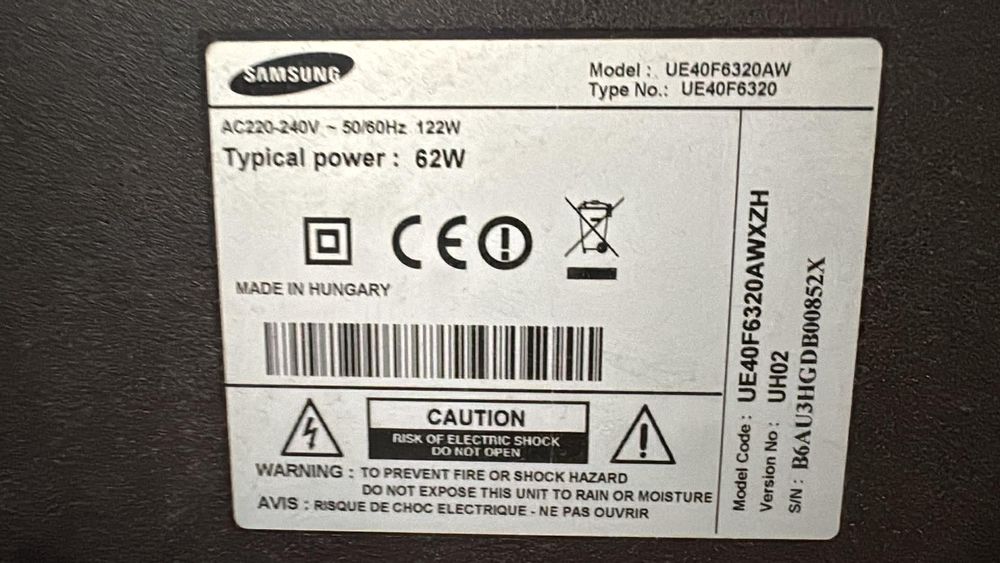 SAMSUNG
Model : UE40F6320AW
Type No.: UE40F6320
AC220-240V ~ 50/60Hz 122W
Typical power : 62W
CE
MADE IN HUNGARY
CAUTION
RISK OF ELECTRIC SHOCK
DO NOT OPEN
WARNING : TO PREVENT FIRE OR SHOCK HAZARD
DO NOT EXPOSE THIS UNIT TO RAIN OR MOISTURE
AVIS : RISQUE DE CHOC ELECTRIQUE - NE PAS OUVRIR
Model Code : UE40F6320AWXZH
Version No : UH02
S/N : B6AU3HGDB00852X